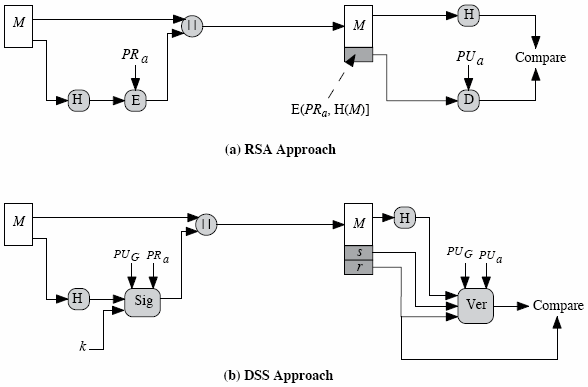 M
H
PRa
E
||
M
E(PRa, H(M)]
H
PUa
D
Compare
(a) RSA Approach
M
H
PUG PRa
Sig
k
||
M
s
r
H
PUG PUa
Ver
Compare
(b) DSS Approach